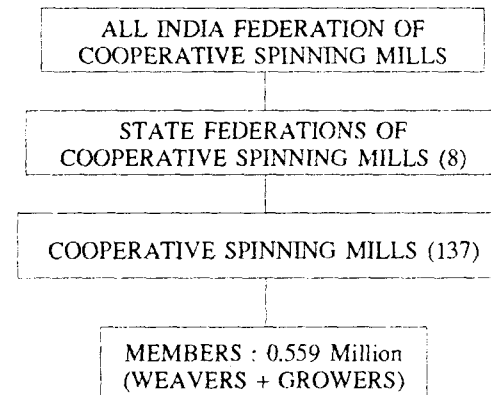 ALL INDIA FEDERATION OF
COOPERATIVE SPINNING MILLS
STATE FEDERATIONS OF
COOPERATIVE SPINNING MILLS (8)
COOPERATIVE SPINNING MILLS (137)
MEMBERS : 0.559 Million
(WEAVERS + GROWERS)